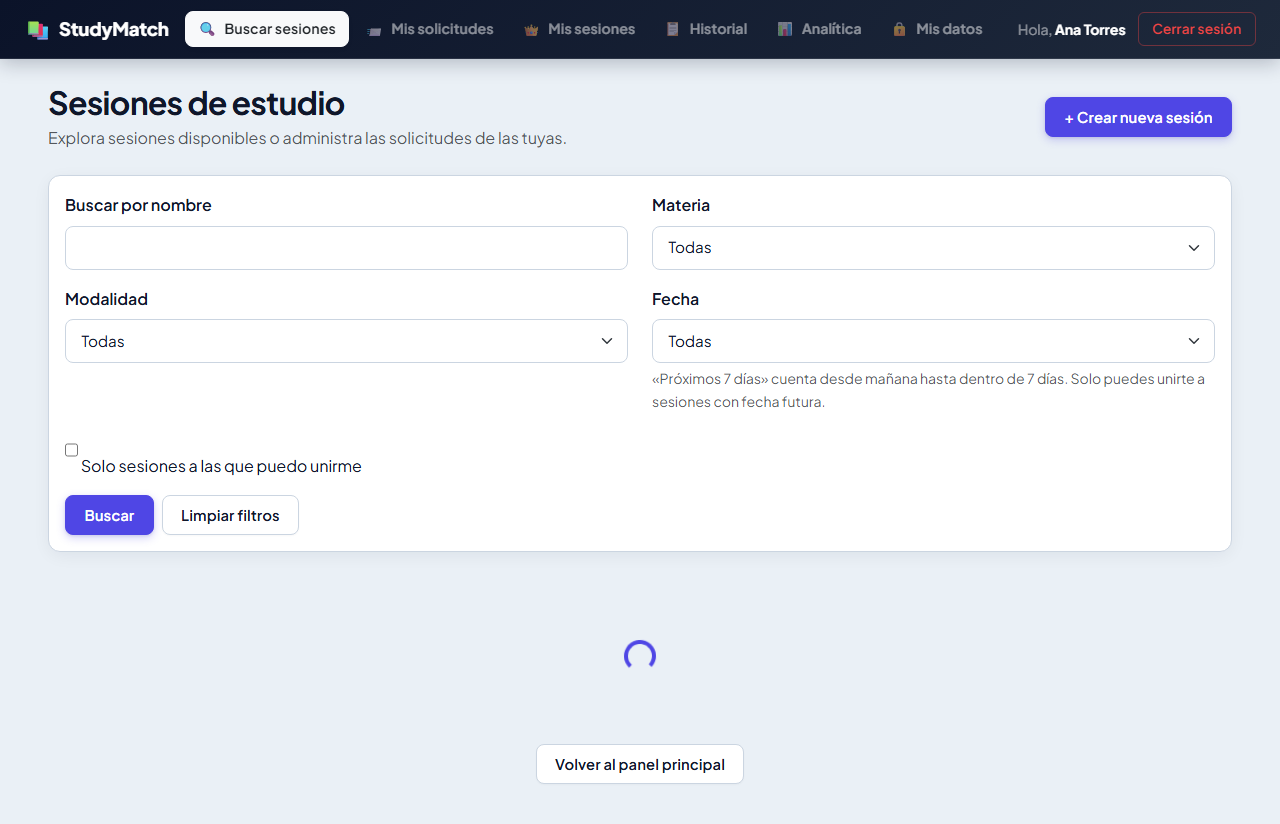 StudyMatch
Buscar sesiones
Mis solicitudes
Mis sesiones
Historial
Analítica
Mis datos
Hola, Ana Torres
Cerrar sesión
Sesiones de estudio
Explora sesiones disponibles o administra las solicitudes de las tuyas.
+ Crear nueva sesión
Buscar por nombre
Materia
Todas
Modalidad
Fecha
Todas
Todas
«Próximos 7 días» cuenta desde mañana hasta dentro de 7 días. Solo puedes unirte a
sesiones con fecha futura.
Solo sesiones a las que puedo unirme
Buscar
Limpiar filtros
Volver al panel principal